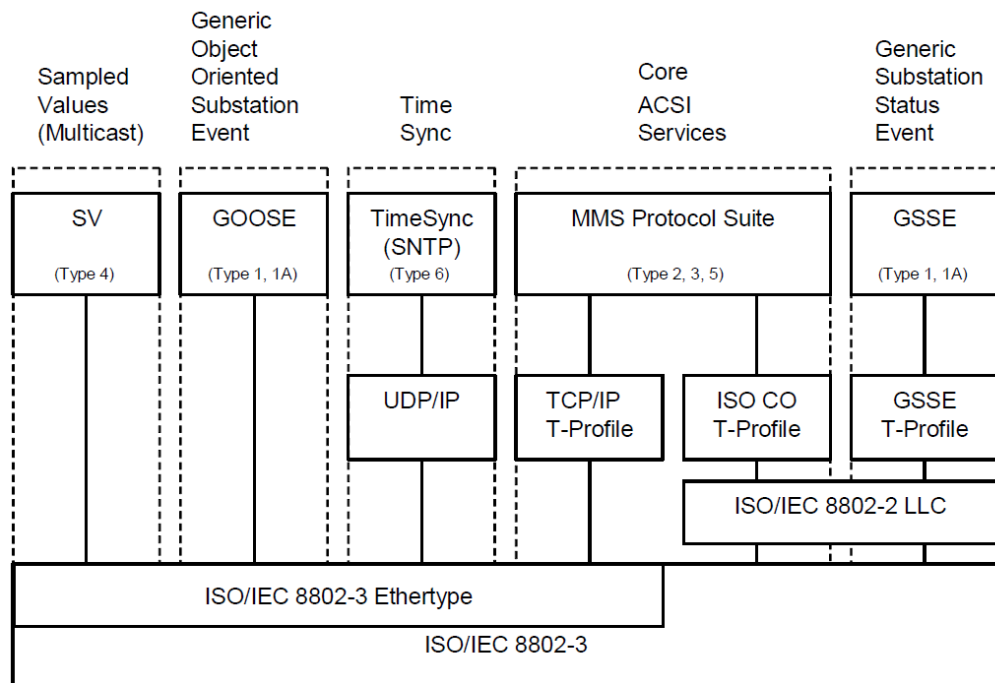 Sampled
Values
(Multicast)
Generic
Object
Oriented
Substation
Event
Time
Sync
Core
ACSI
Services
Generic
Substation
Status
Event
SV
(Type 4)
GOOSE
(Type 1, 1A)
TimeSync
(SNTP)
(Type 6)
MMS Protocol Suite
(Type 2, 3, 5)
GSSE
(Type 1, 1A)
UDP/IP
TCP/IP
T-Profile
ISO CO
T-Profile
GSSE
T-Profile
ISO/IEC 8802-2 LLC
ISO/IEC 8802-3 Ethertype
ISO/IEC 8802-3